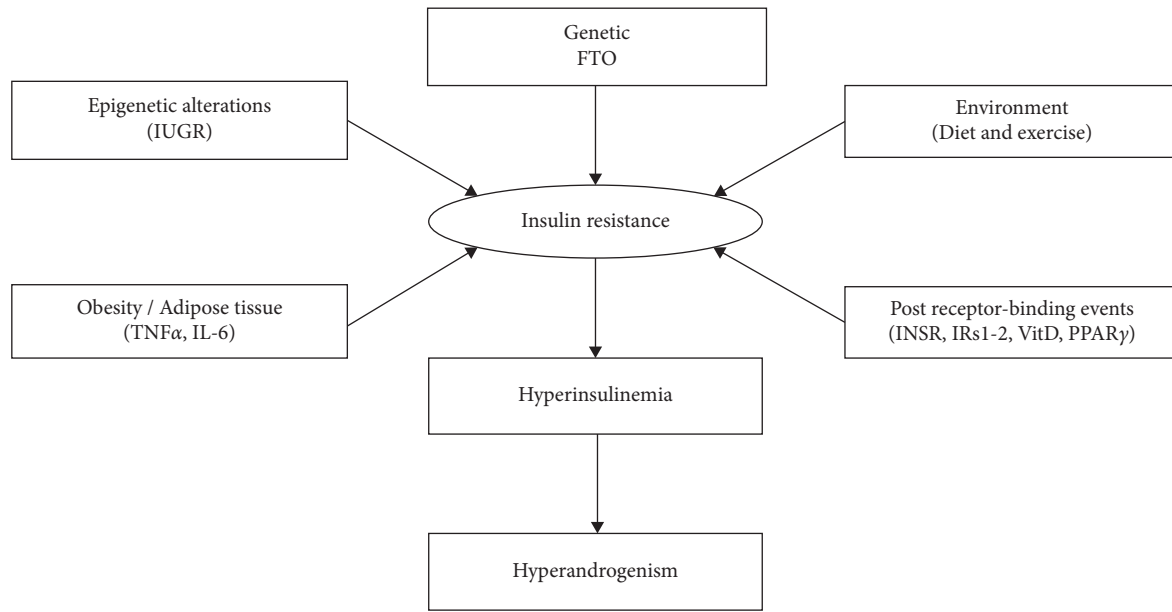 Genetic
FTO
Epigenetic alterations
(IUGR)
Environment
(Diet and exercise)
Insulin resistance
Obesity / Adipose tissue
(TNFα, IL-6)
Post receptor-binding events
(INSR, IRs1-2, VitD, PPARγ)
Hyperinsulinemia
Hyperandrogenism